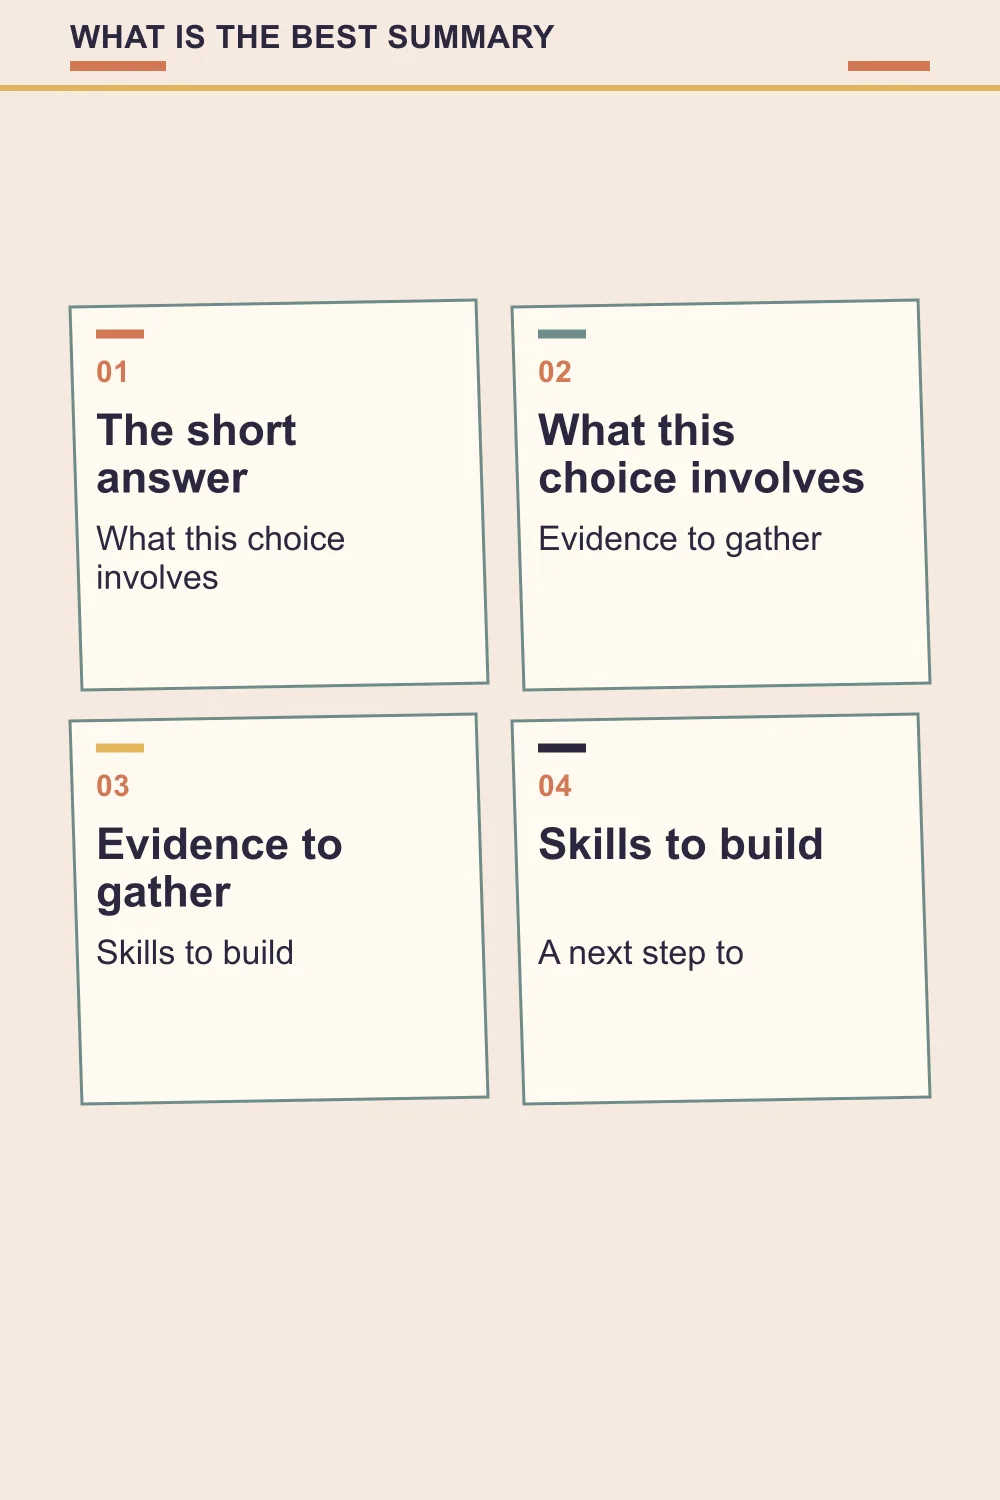 WHAT IS THE BEST SUMMARY
01
The short
answer
What this choice
involves
02
What this
choice involves
Evidence to gather
03
Evidence to
gather
Skills to build
04
Skills to build
A next step to